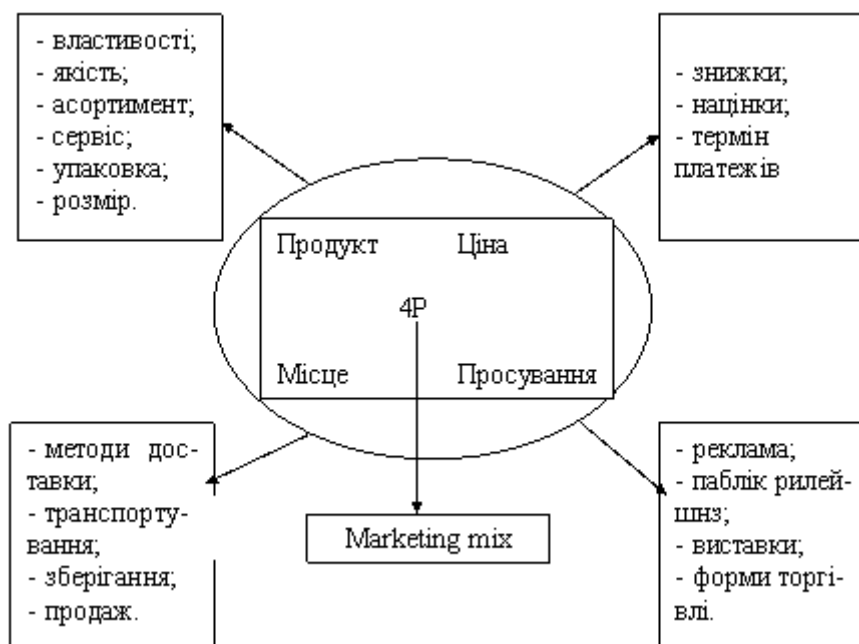 - властивості;
- якість;
- асортимент;
- сервіс;
- упаковка;
- розмір.
- знижки;
- націнки;
- термін
платежів
Продукт
Ціна
4P
Місце
Просування
- методи дос-
тавки;
- транспорту-
вання;
- зберігання;
- продаж.
Marketing mix
- реклама;
- паблік рилей-
шнз;
- виставки;
- форми торгі-
влі.